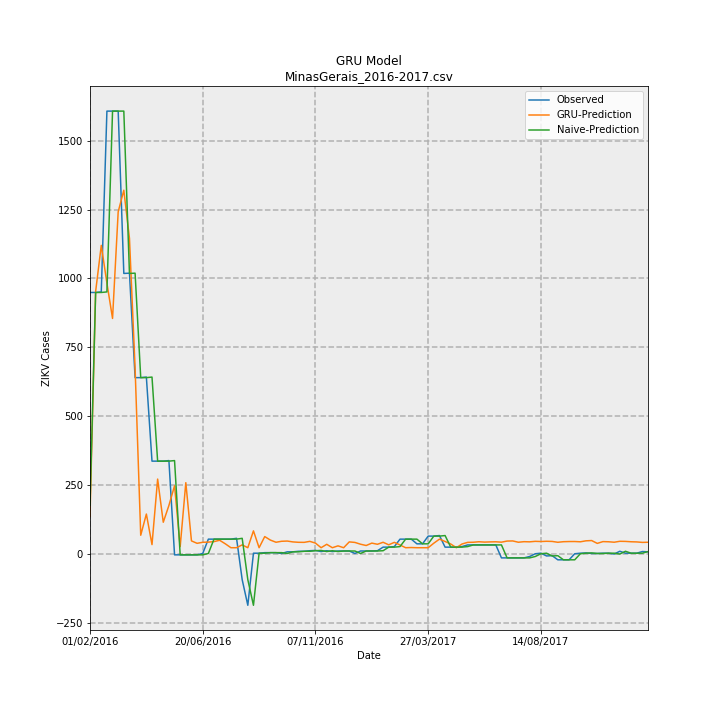 GRU Model
MinasGerais_2016-2017.csv
Observed
GRU-Prediction
Naive-Prediction
1500
1250
1000
750
500
250
0
−250
ZIKV Cases
01/02/2016 20/06/2016 07/11/2016 27/03/2017 14/08/2017
Date